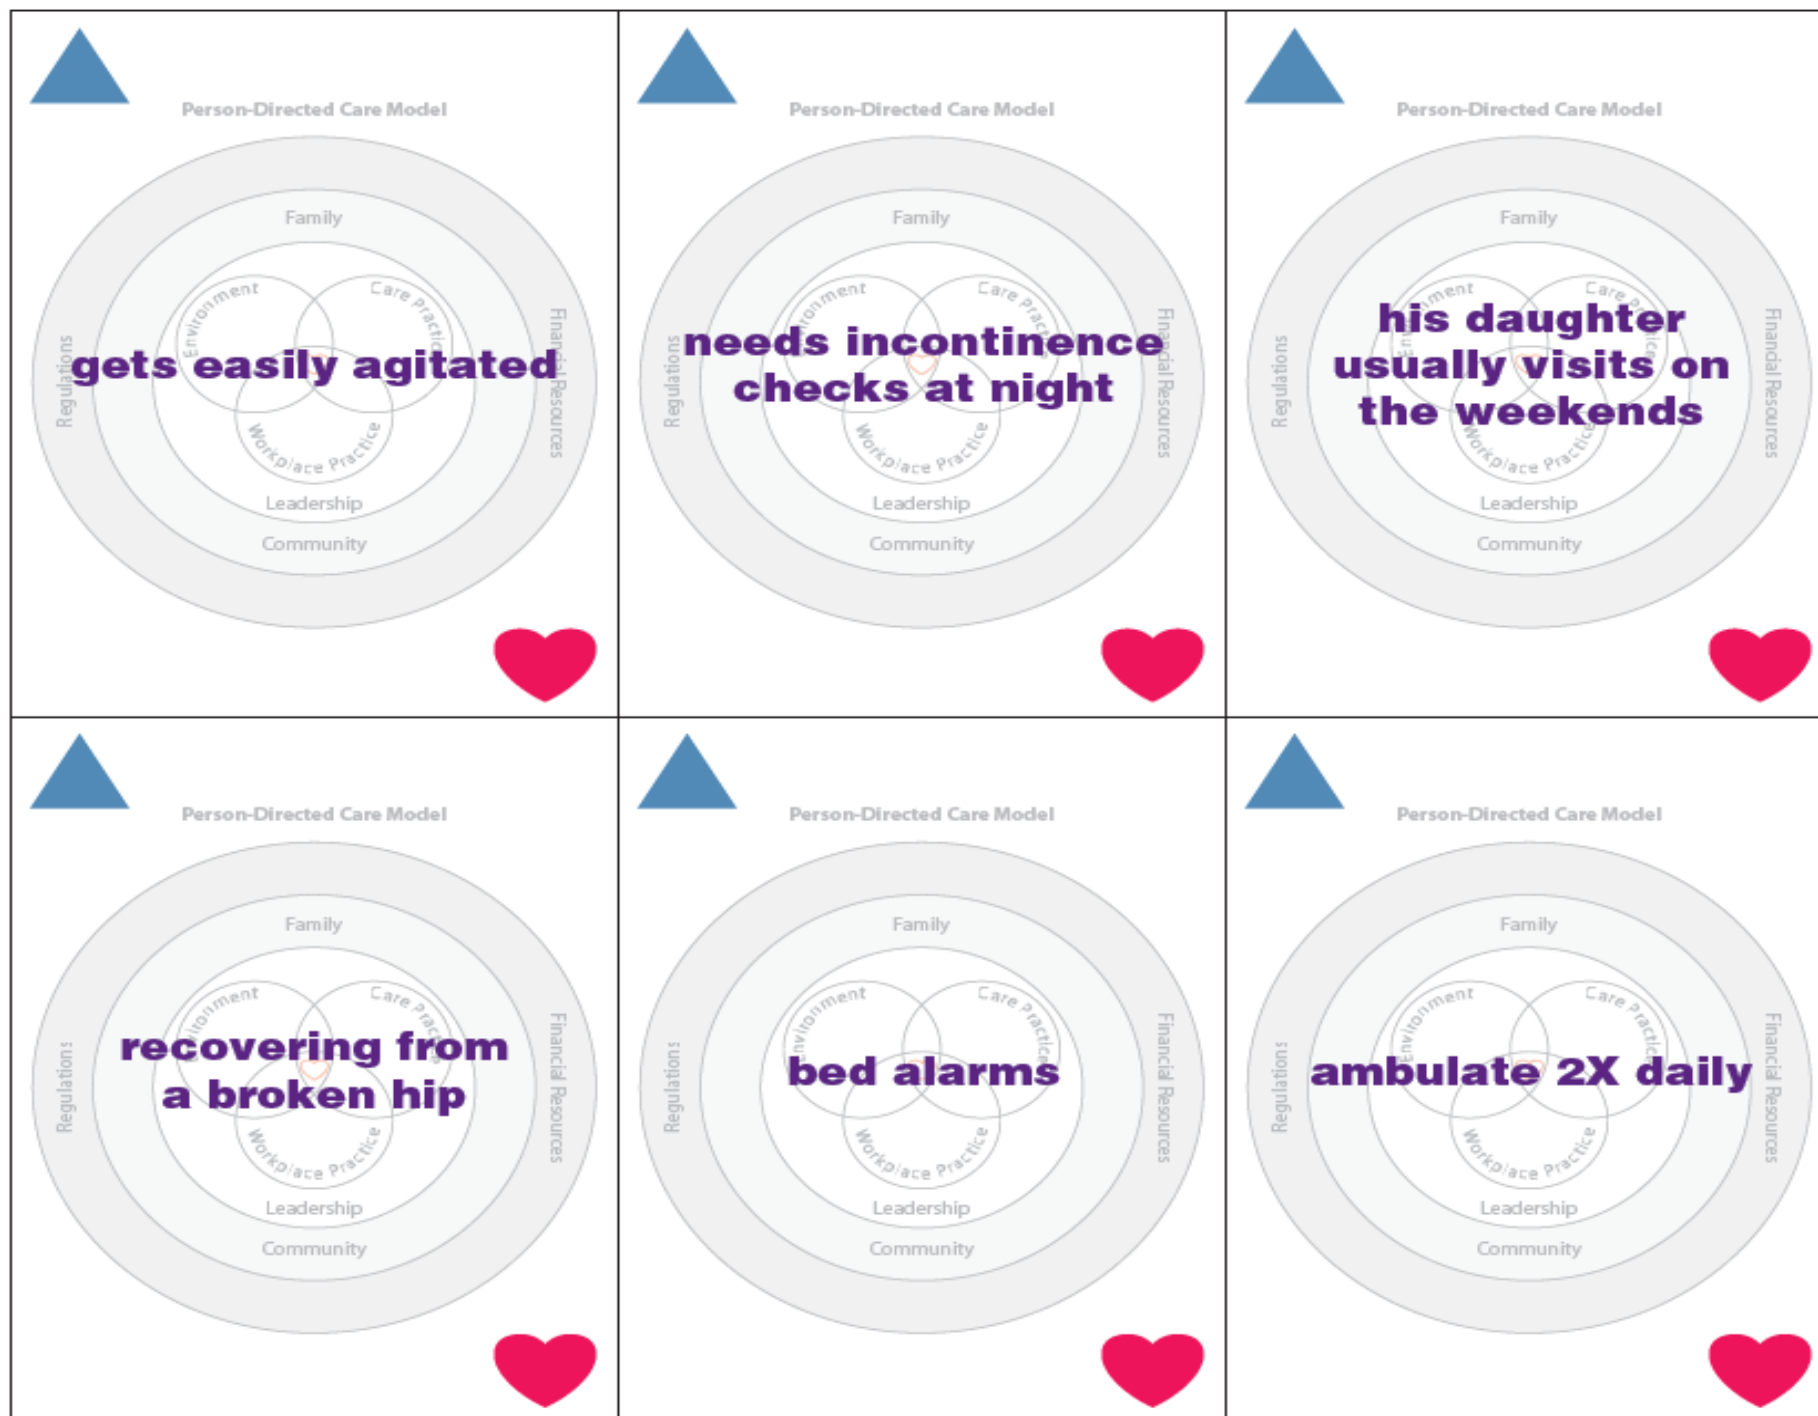 Person-Directed Care Model
Family
Environment
Care Practice
gets easily agitated
Regulations
Financial Resources
Workplace Practice
Leadership
Community
Person-Directed Care Model
Family
Environment
Care Practice
needs incontinence
checks at night
Regulations
Financial Resources
Workplace Practice
Leadership
Community
Person-Directed Care Model
Family
Environment
Care Practice
his daughter
usually visits on
the weekends
Regulations
Financial Resources
Workplace Practice
Leadership
Community
Person-Directed Care Model
Family
Environment
Care Practice
recovering from
a broken hip
Regulations
Financial Resources
Workplace Practice
Leadership
Community
Person-Directed Care Model
Family
Environment
Care Practice
bed alarms
Regulations
Financial Resources
Workplace Practice
Leadership
Community
Person-Directed Care Model
Family
Environment
Care Practice
ambulate 2X daily
Regulations
Financial Resources
Workplace Practice
Leadership
Community